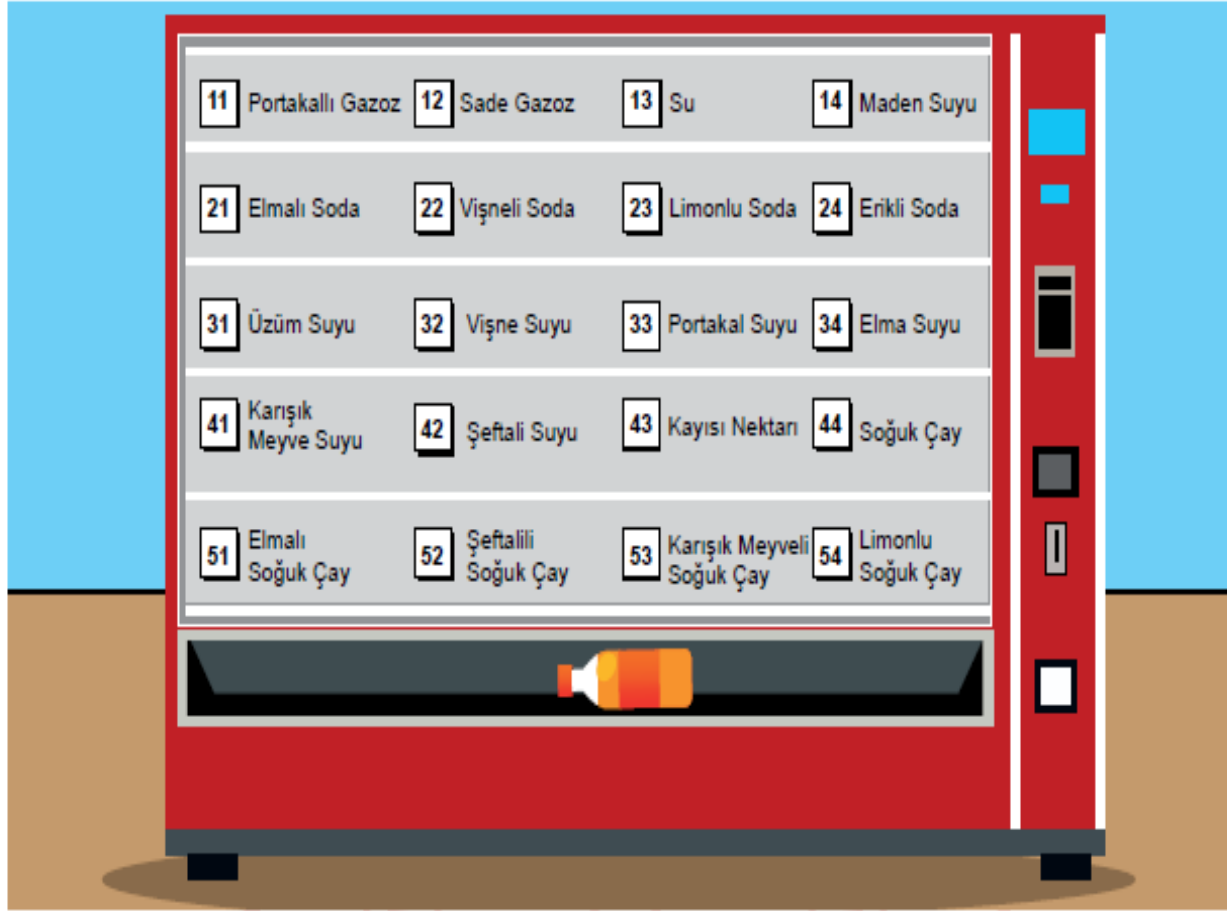 11 Portakallı Gazoz 12 Sade Gazoz 13 Su 14 Maden Suyu
21 Elmalı Soda 22 Vişneli Soda 23 Limonlu Soda 24 Erikli Soda
31 Üzüm Suyu 32 Vişne Suyu 33 Portakal Suyu 34 Elma Suyu
41 Karışık
Meyve Suyu 42 Şeftali Suyu 43 Kayısı Nektarı 44 Soğuk Çay
51 Elmalı
Soğuk Çay 52 Şeftalili
Soğuk Çay 53 Karışık Meyveli
Soğuk Çay 54 Limonlu
Soğuk Çay